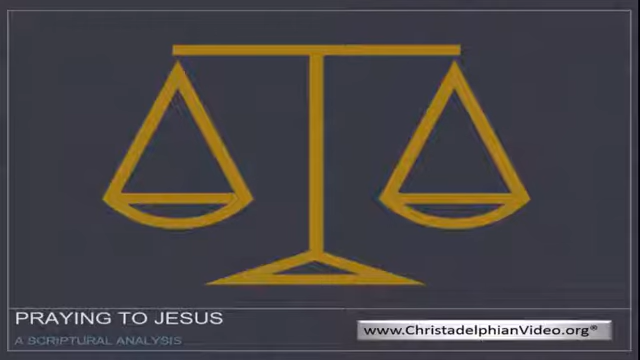 PRAYING TO JESUS
A SCRIPTURAL ANALYSIS
www.ChristadelphianVideo.org®